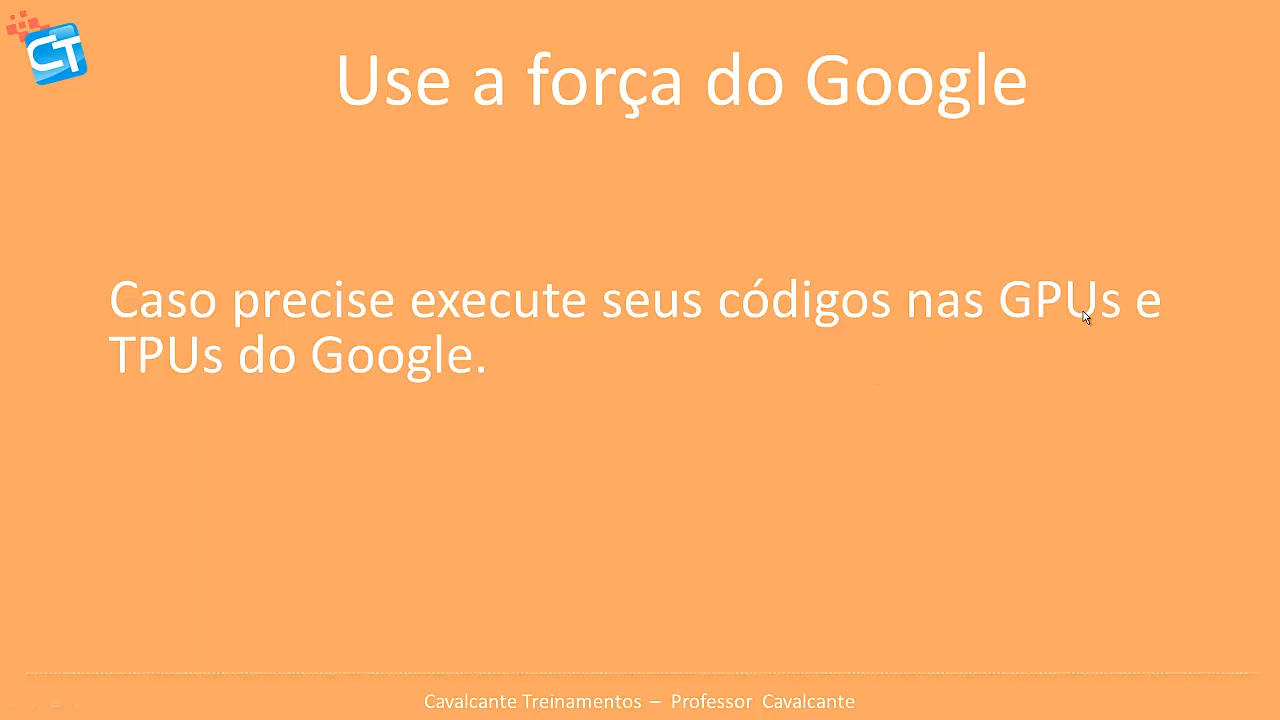 CT
Use a força do Google
Caso precise execute seus códigos nas GPUs e
TPUs do Google.
Cavalcante Treinamentos – Professor Cavalcante